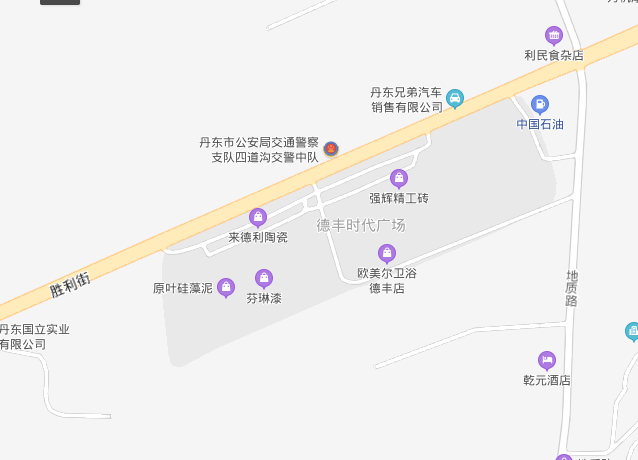 利民食杂店
丹东兄弟汽车
销售有限公司
中国石油
丹东市公安局交通警察
支队四道沟交警中队
强辉精工砖
德丰时代广场
来德利陶瓷
欧美尔卫浴
德丰店
原叶硅藻泥
芬琳漆
胜利街
地质路
丹东国立实业
有限公司
乾元酒店